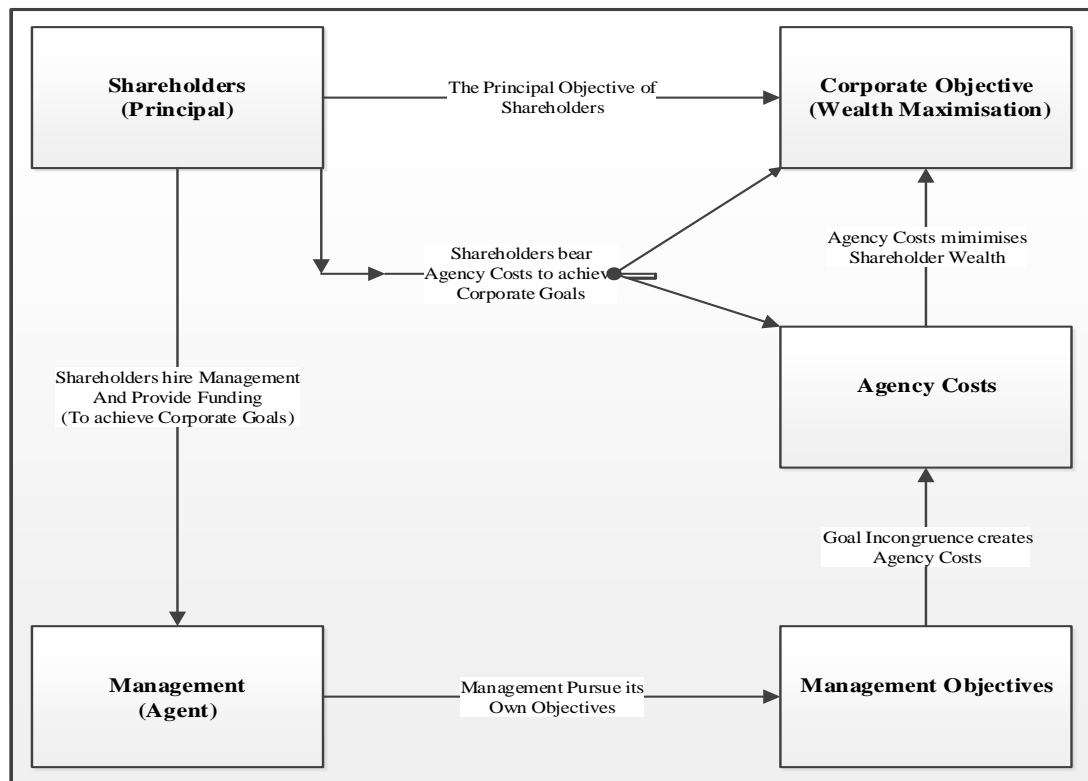 Shareholders
(Principal)
The Principal Objective of
Shareholders
Corporate Objective
(Wealth Maximisation)
Shareholders bear
Agency Costs to achieve
Corporate Goals
Agency Costs mimimises
Shareholder Wealth
Agency Costs
Shareholders hire Management
And Provide Funding
(To achieve Corporate Goals)
Goal Incongruence creates
Agency Costs
Management
(Agent)
Management Pursue its
Own Objectives
Management Objectives